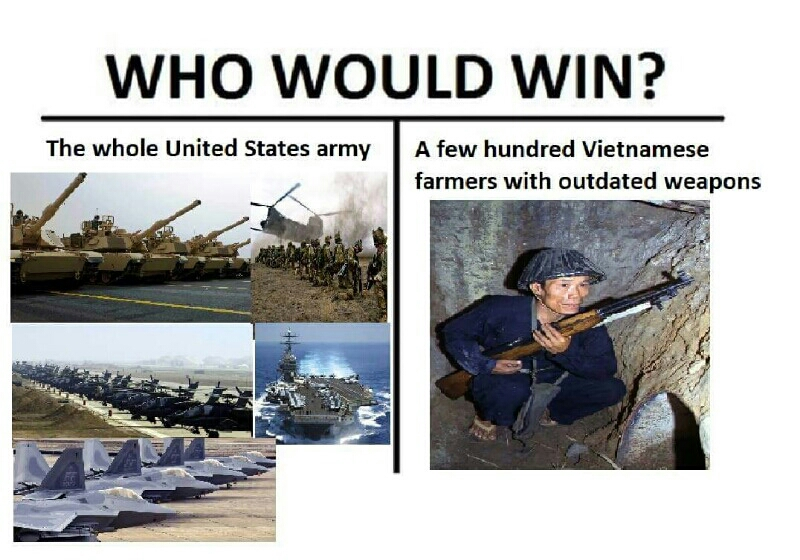 WHO WOULD WIN?
The whole United States army
A few hundred Vietnamese
farmers with outdated weapons